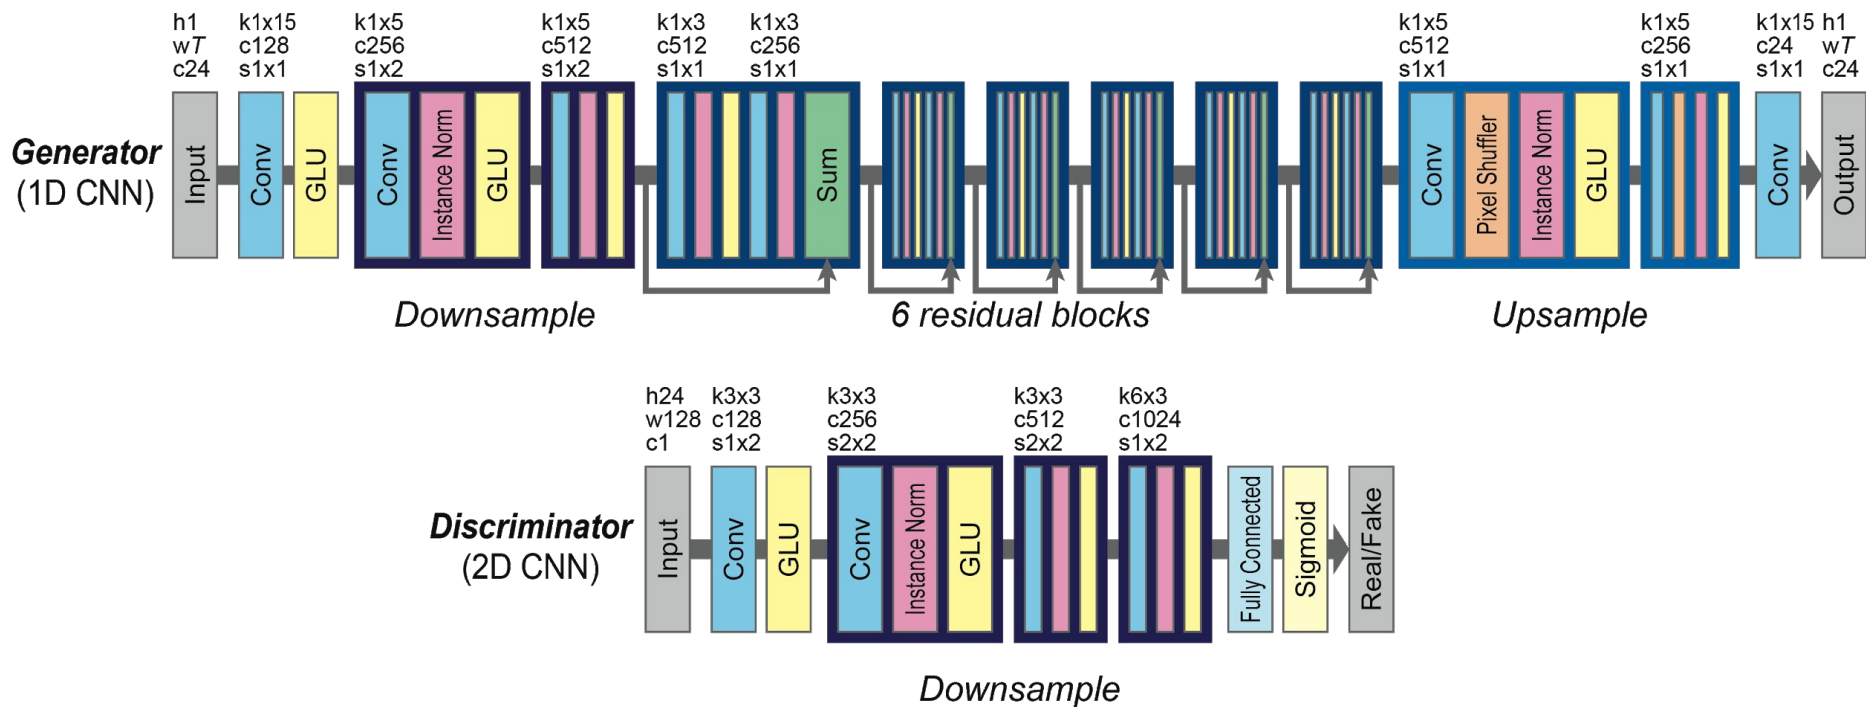 k1x15
c128
s1x1
k1x5
c256
s1x2
k1x5
c512
s1x2
k1x3
c512
s1x1
k1x3
c256
s1x1
k1x5
c512
s1x1
k1x5
c256
s1x1
k1x15
c24
s1x1
h1
wT
c24
h1
wT
c24
Generator
(1D CNN)
Input
Conv
GLU
Conv
Instance Norm
GLU
Sum
Conv
Pixel Shuffler
Instance Norm
GLU
Conv
Output
Downsample
6 residual blocks
Upsample
h24
w128
c1
k3x3
c128
s1x2
k3x3
c256
s2x2
k3x3
c512
s2x2
k6x3
c1024
s1x2
Discriminator
(2D CNN)
Input
Conv
GLU
Conv
Instance Norm
GLU
Fully Connected
Sigmoid
Real/Fake
Downsample